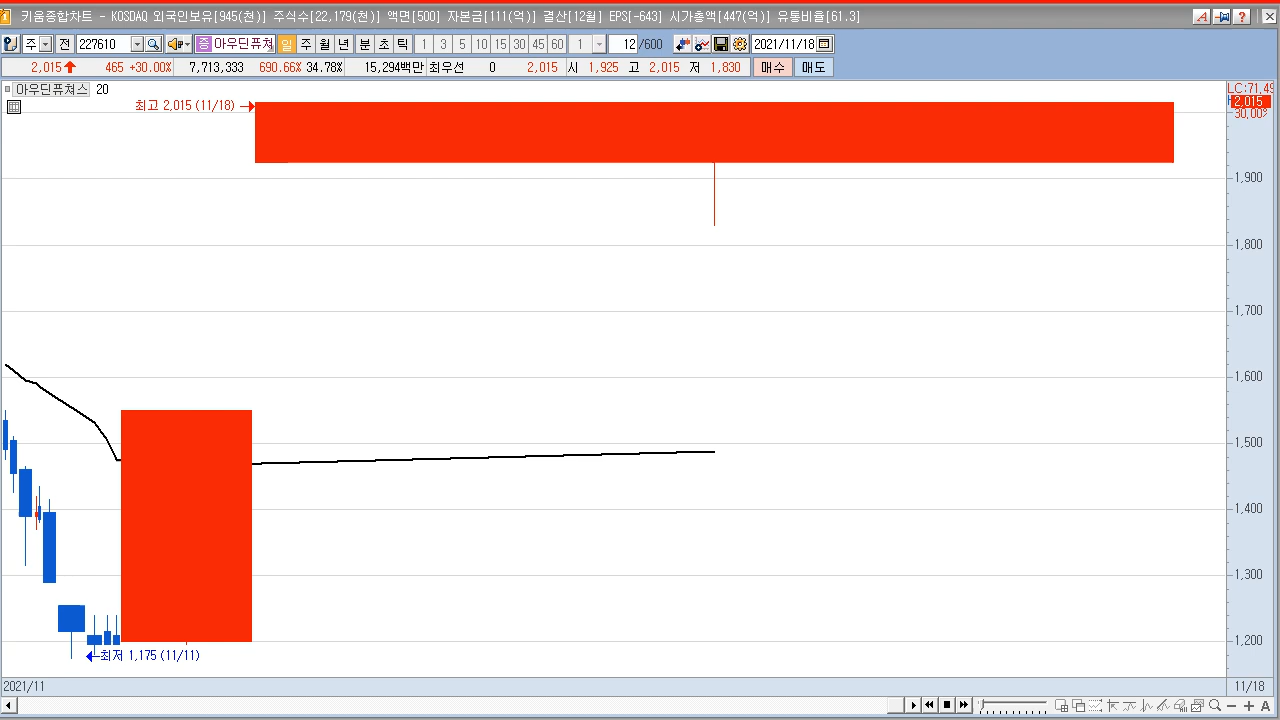 키움종합차트 - KOSDAQ 외국인보유[945(천)] 주식수[22,179(천)] 액면[500] 자본금[111(억)] 결산[12월] EPS[-643] 시가총액[447(억)] 유통비율[61.3]
주 전 227610 증 아우딘퓨처 일 주 월 년 분 초 틱 1 3 5 10 15 30 45 60 1 12 /600 2021/11/18
2,015 465 +30.00% 7,713,333 690.66% 34.78% 15,294백만 최우선 0 2,015 시 1,925 고 2,015 저 1,830 매수 매도
아우딘퓨쳐스 20
LC:71.49
최고 2,015 (11/18)
2,015
30.00%
1,900
1,800
1,700
1,600
1,500
1,400
1,300
1,200
최저 1,175 (11/11)
2021/11 11/18
A